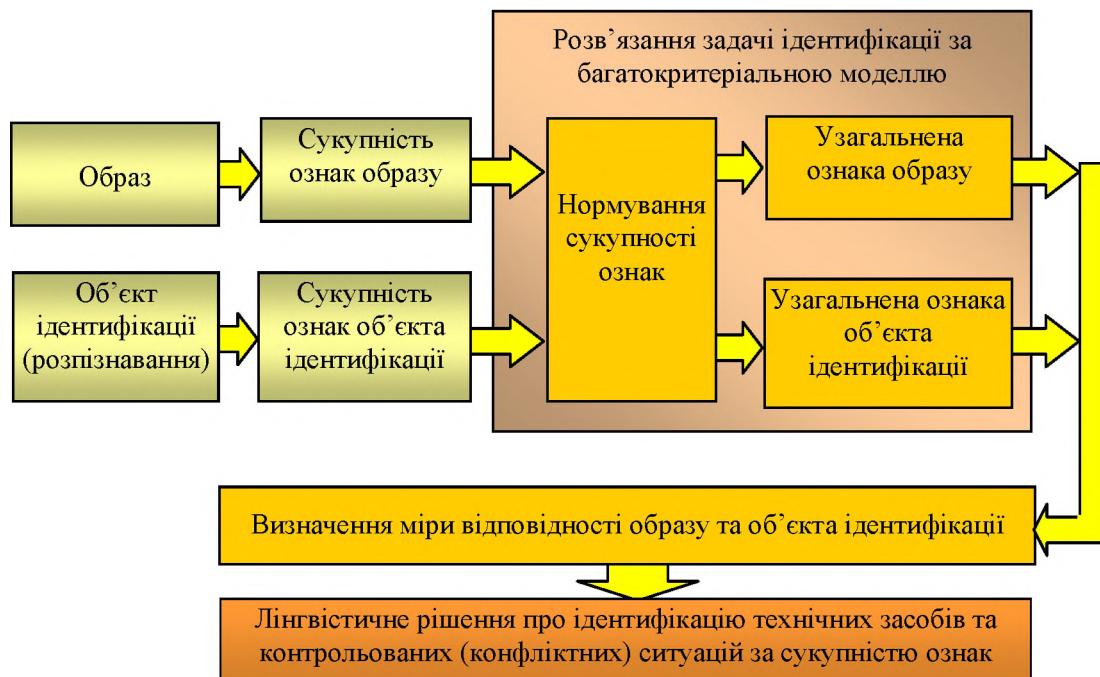 Розв’язання задачі ідентифікації за
багатокритеріальною моделлю
Образ
Сукупність
ознак образу
Нормування
сукупності
ознак
Узагальнена
ознака образу
Об’єкт
ідентифікації
(розпізнавання)
Сукупність
ознак об’єкта
ідентифікації
Узагальнена ознака
об’єкта
ідентифікації
Визначення міри відповідності образу та об’єкта ідентифікації
Лінгвістичне рішення про ідентифікацію технічних засобів та
контрольованих (конфліктних) ситуацій за сукупністю ознак